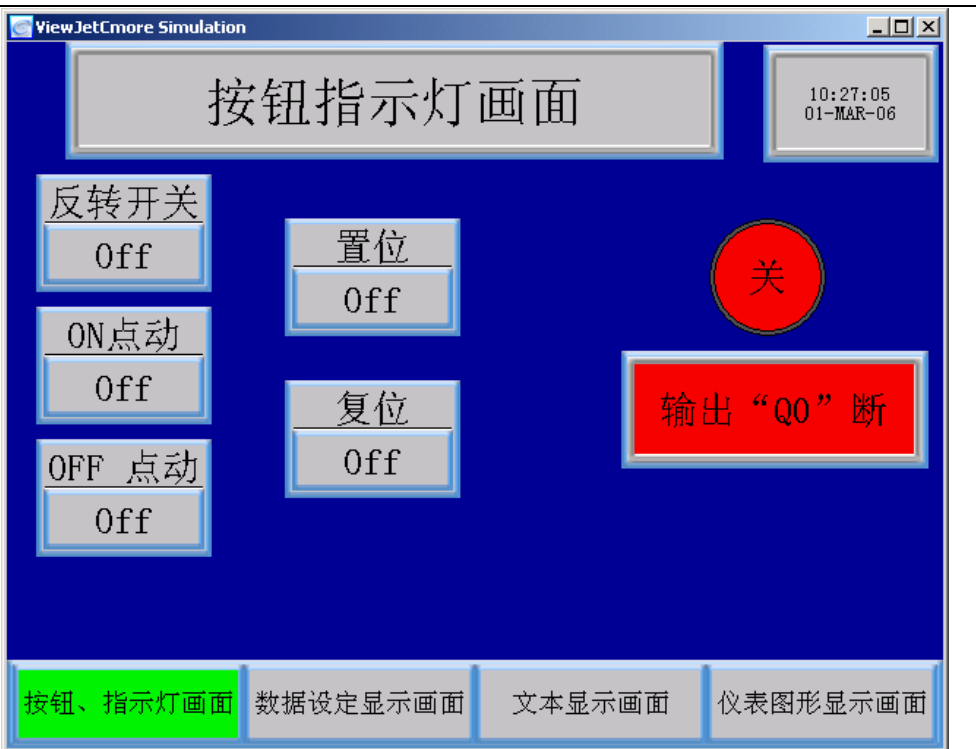 ViewJetCmore Simulation
按钮指示灯画面
10:27:05
01-MAR-06
反转开关
Off
置位
Off
关
ON点动
Off
输出“Q0”断
复位
Off
OFF 点动
Off
按钮、指示灯画面
数据设定显示画面
文本显示画面
仪表图形显示画面